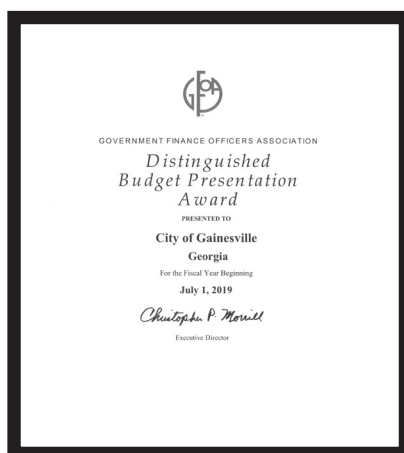 GFOA
GOVERNMENT FINANCE OFFICERS ASSOCIATION
Distinguished
Budget Presentation
Award
PRESENTED TO
City of Gainesville
Georgia
For the Fiscal Year Beginning
July 1, 2019
Christopher P. Morrill
Executive Director